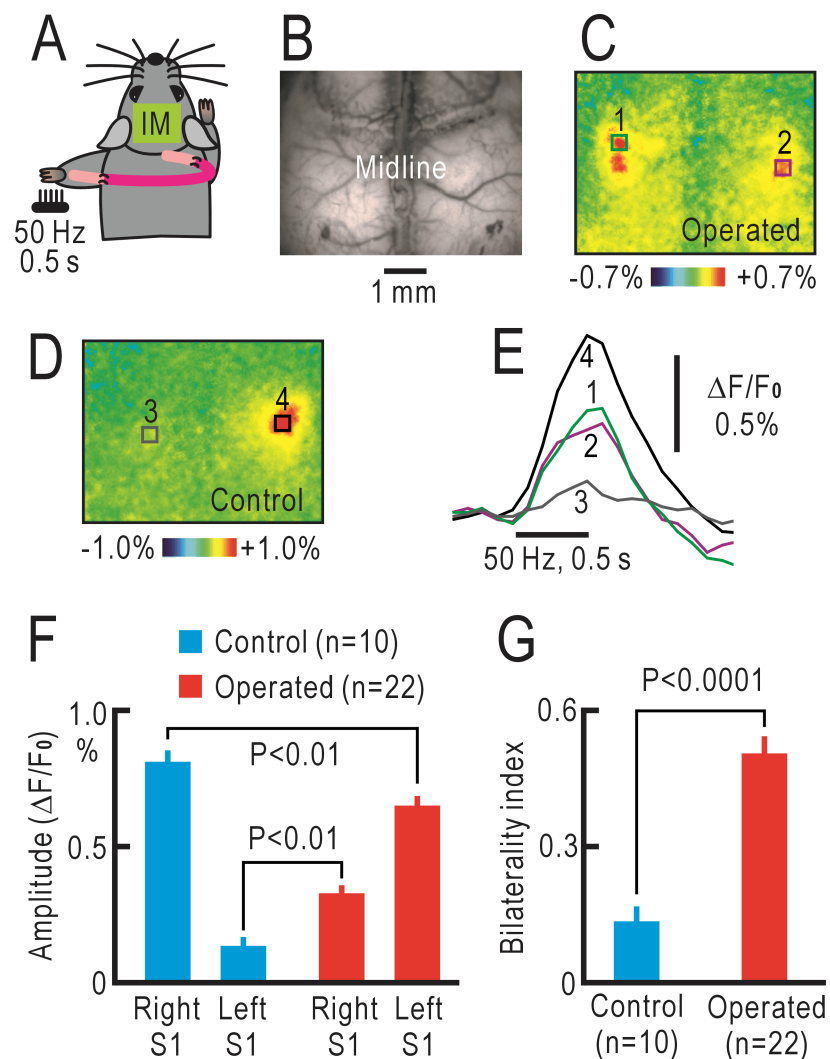 A
IM
50 Hz
0.5 s
B
Midline
1 mm
C
1
2
Operated
-0.7%
+0.7%
D
3
4
Control
-1.0%
+1.0%
E
4
1
2
3
ΔF/F0
0.5%
50 Hz, 0.5 s
F
Control (n=10)
Operated (n=22)
Amplitude (ΔF/F0)
1.0
%
0.5
0
P<0.01
P<0.01
Right
S1
Left
S1
Right
S1
Left
S1
G
P<0.0001
Bilaterality index
0.6
0.3
0
Control
(n=10)
Operated
(n=22)